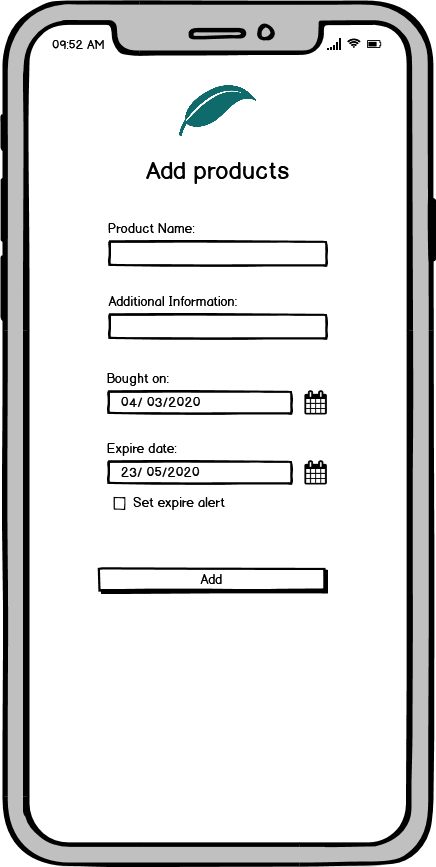 09:52 AM
Add products
Product Name:
Additional Information:
Bought on:
04/ 03/2020
Expire date:
23/ 05/2020
Set expire alert
Add